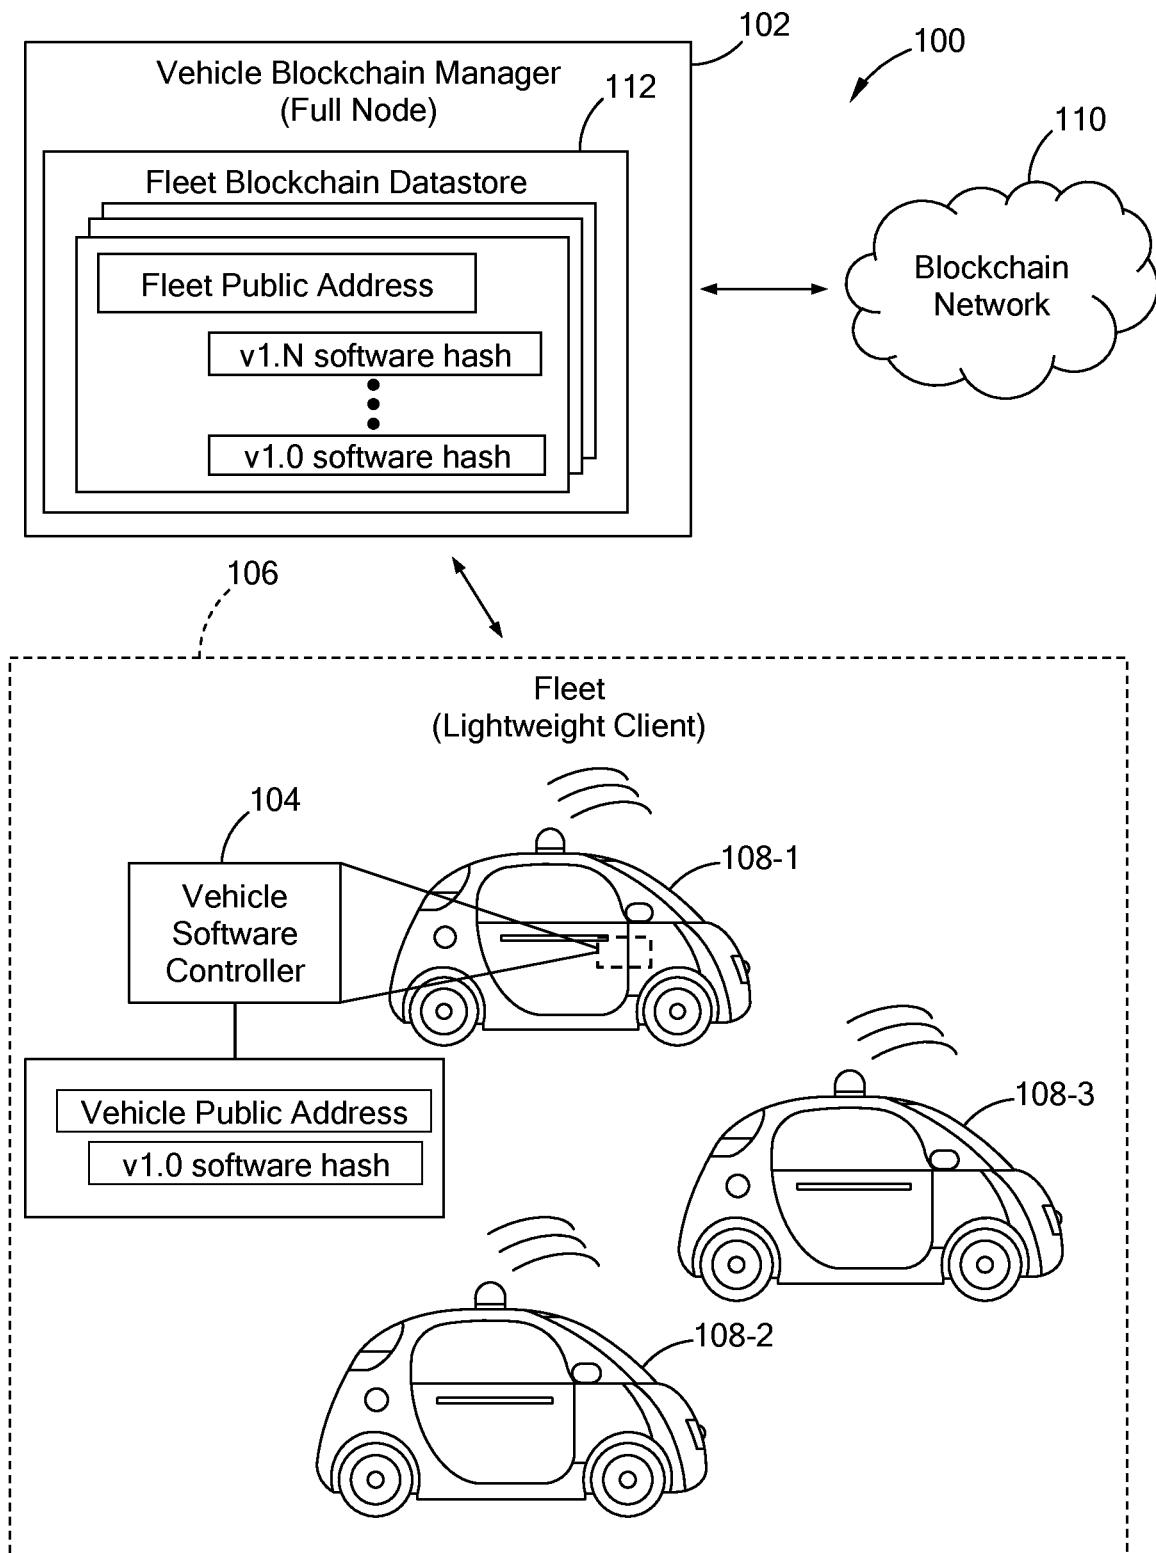 102
100
Vehicle Blockchain Manager
(Full Node)
112
110
Fleet Blockchain Datastore
Fleet Public Address
Blockchain
Network
v1.N software hash
v1.0 software hash
106
Fleet
(Lightweight Client)
104
108-1
Vehicle
Software
Controller
108-3
Vehicle Public Address
v1.0 software hash
108-2